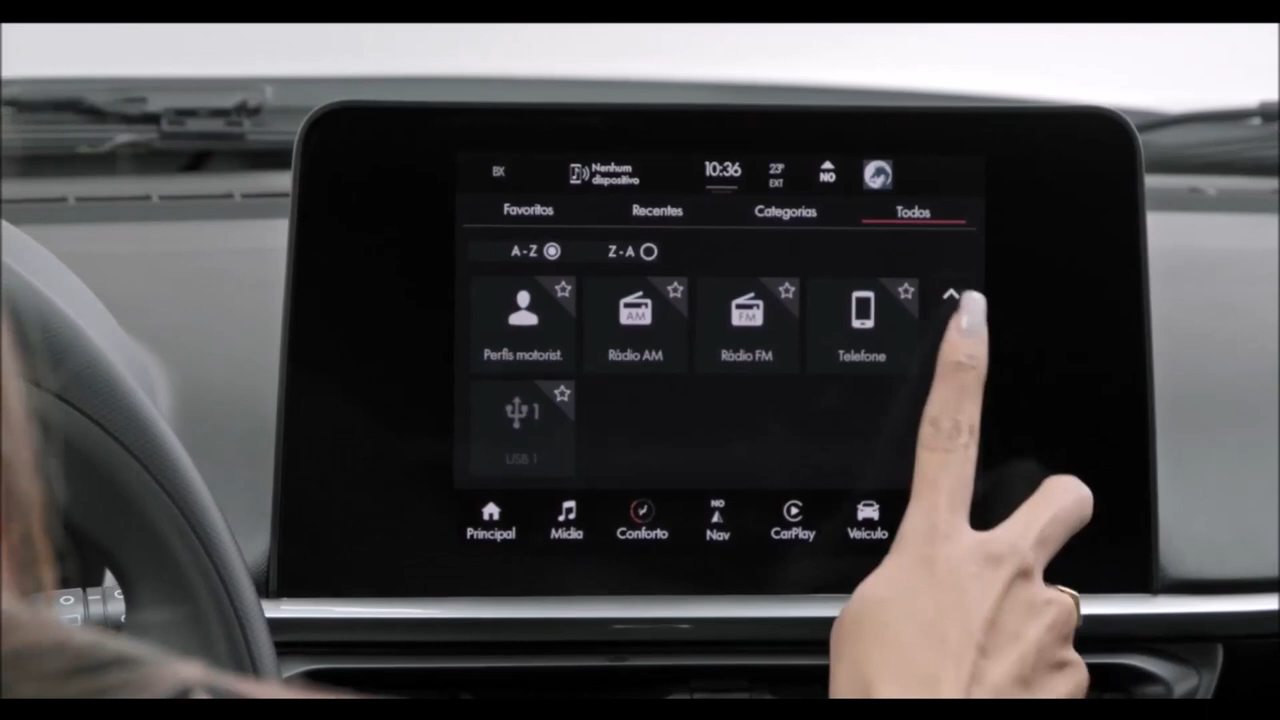 BX
Nenhum
dispositivo
10:36
23°
EXT
NO
Favoritos
Recentes
Categorias
Todos
A-Z
Z-A
Perfis motorist.
AM
Rádio AM
FM
Rádio FM
Telefone
1
USB 1
Principal
Mídia
Conforto
NO
Nav
CarPlay
Veículo